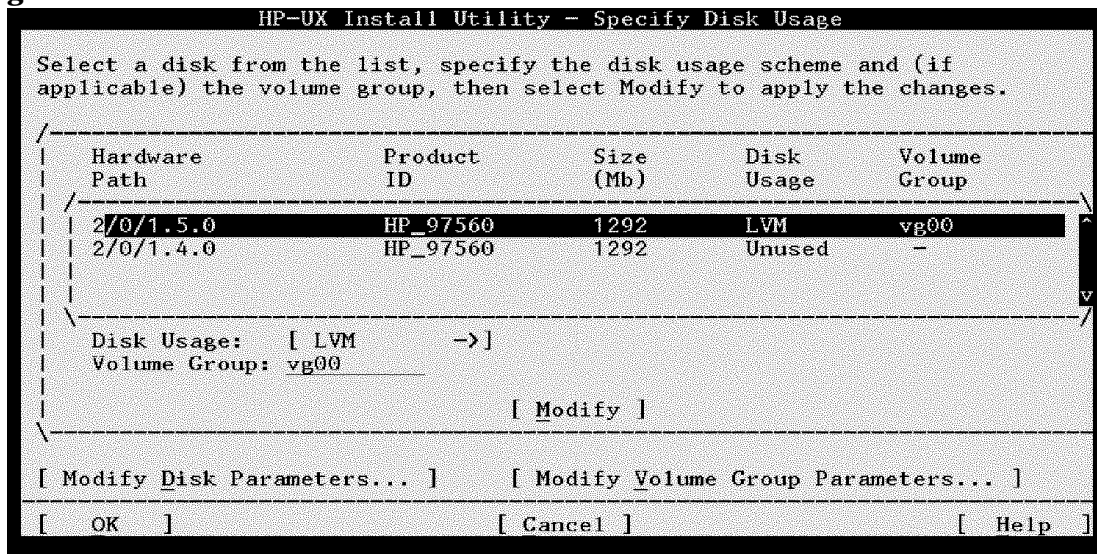 HP-UX Install Utility - Specify Disk Usage
Select a disk from the list, specify the disk usage scheme and (if
applicable) the volume group, then select Modify to apply the changes.
Hardware Product Size Disk Volume
Path ID (Mb) Usage Group
2/0/1.5.0 HP_97560 1292 LVM vg00
2/0/1.4.0 HP_97560 1292 Unused -
Disk Usage: [ LVM ->]
Volume Group: vg00
[ Modify ]
[ Modify Disk Parameters... ] [ Modify Volume Group Parameters... ]
[ OK ] [ Cancel ] [ Help ]